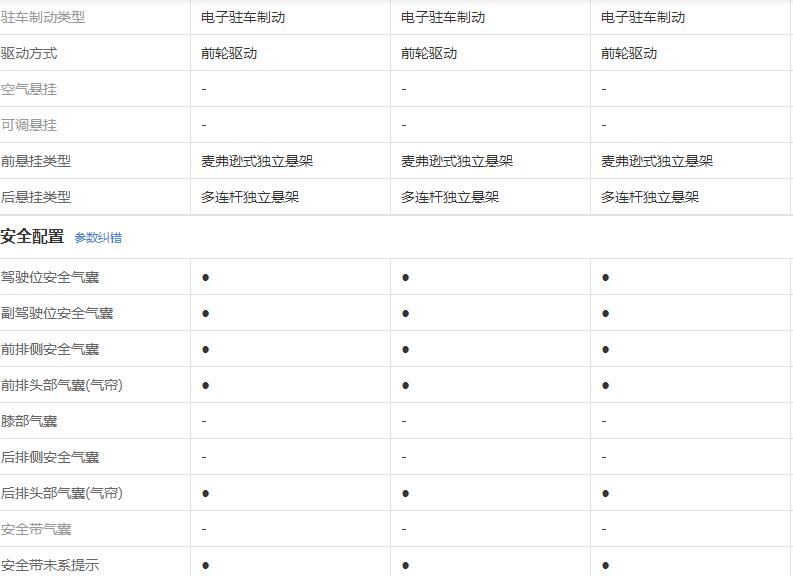 驻车制动类型 电子驻车制动 电子驻车制动 电子驻车制动
驱动方式 前轮驱动 前轮驱动 前轮驱动
空气悬挂 - - -
可调悬挂 - - -
前悬挂类型 麦弗逊式独立悬架 麦弗逊式独立悬架 麦弗逊式独立悬架
后悬挂类型 多连杆独立悬架 多连杆独立悬架 多连杆独立悬架
安全配置 参数纠错
驾驶位安全气囊 ● ● ●
副驾驶位安全气囊 ● ● ●
前排侧安全气囊 ● ● ●
前排头部气囊(气帘) ● ● ●
膝部气囊 - - -
后排侧安全气囊 - - -
后排头部气囊(气帘) ● ● ●
安全带气囊 - - -
安全带未系提示 ● ● ●